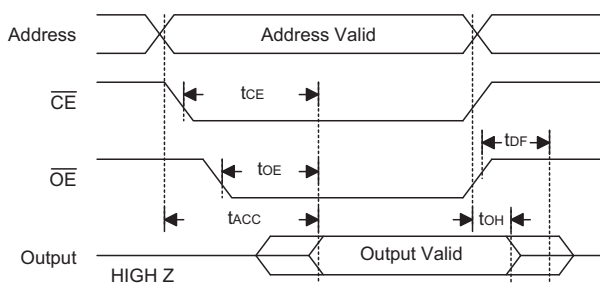 Address
Address Valid
CE
tCE
tDF
OE
tOE
tACC
tOH
Output
Output Valid
HIGH Z